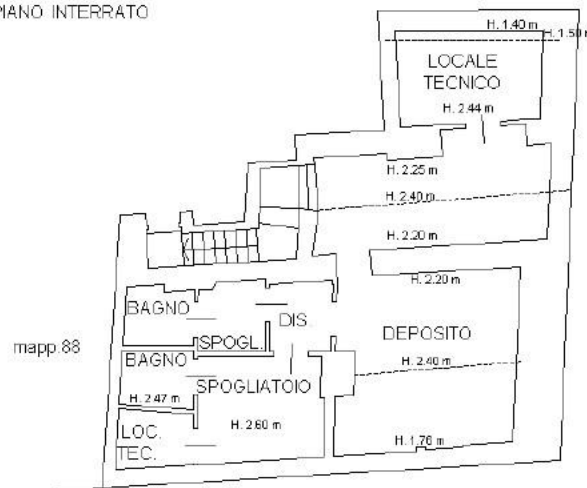 PIANO INTERRATO
H. 1.40 m
H. 1.50 m
LOCALE
TECNICO
H. 2.44 m
H. 2.25 m
H. 2.40 m
H. 2.20 m
H. 2.20 m
BAGNO
DIS.
SPOGL.
DEPOSITO
mapp.88
BAGNO
H. 2.40 m
SPOGLIATOIO
H. 2.47 m
H. 2.60 m
LOC.
TEC.
H. 1.76 m